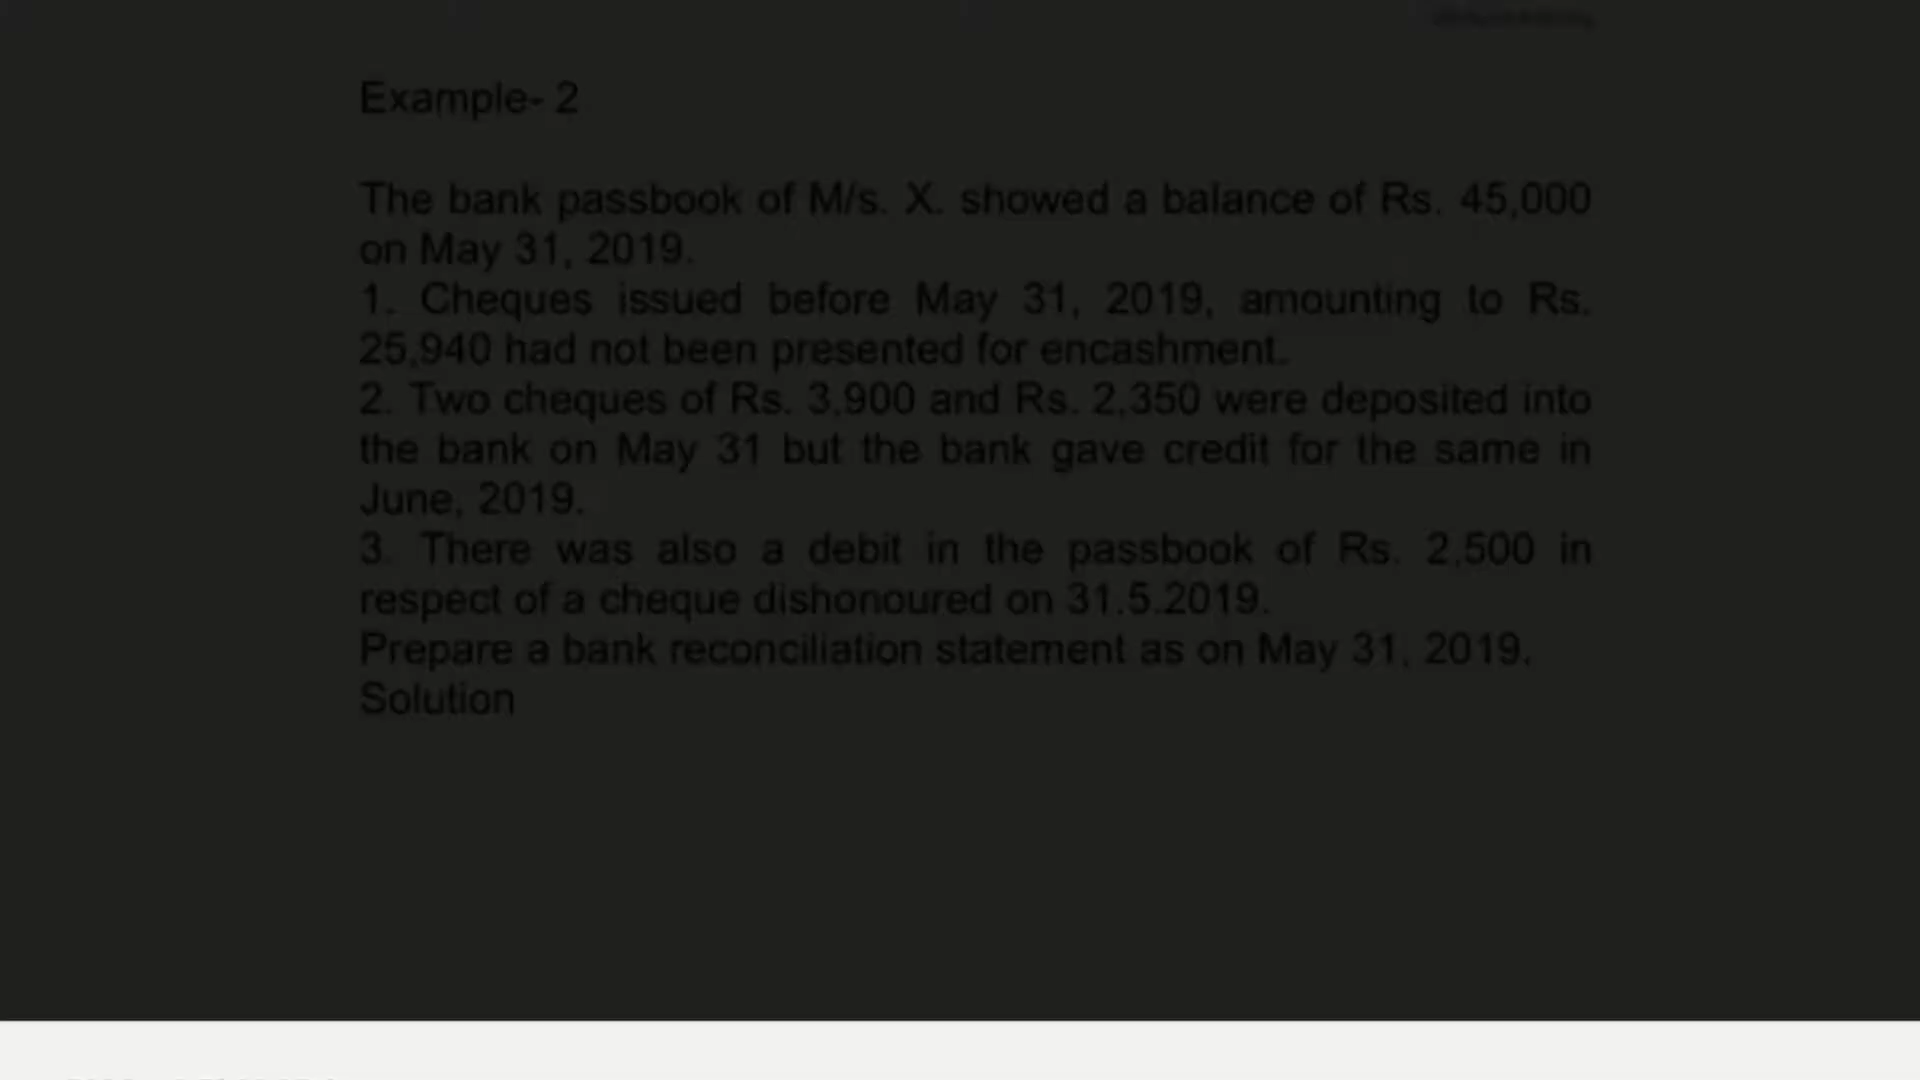 Example- 2
The bank passbook of M/s. X. showed a balance of Rs. 45,000
on May 31, 2019.
1. Cheques issued before May 31, 2019, amounting to Rs.
25,940 had not been presented for encashment.
2. Two cheques of Rs. 3,900 and Rs. 2,350 were deposited into
the bank on May 31 but the bank gave credit for the same in
June, 2019.
3. There was also a debit in the passbook of Rs. 2,500 in
respect of a cheque dishonoured on 31.5.2019.
Prepare a bank reconciliation statement as on May 31, 2019.
Solution